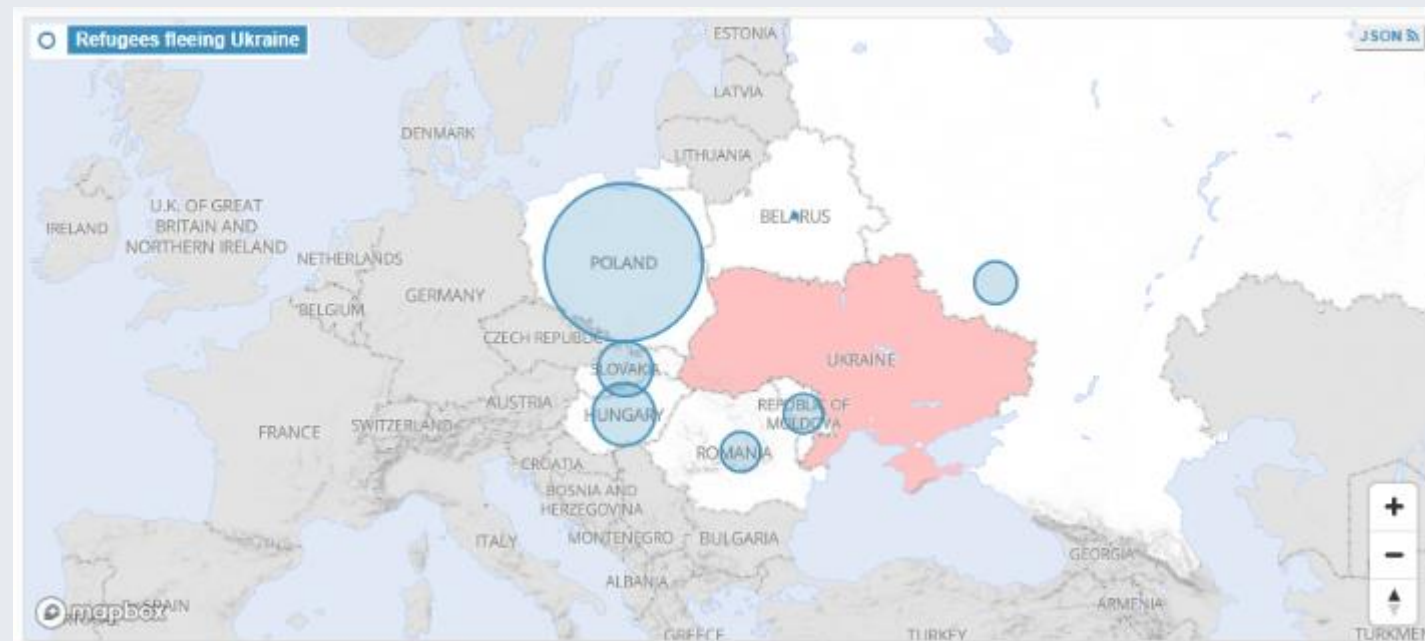 Refugees fleeing Ukraine
JSON
ESTONIA
LATVIA
DENMARK
LITHUANIA
U.K. OF GREAT
BRITAIN AND
NORTHERN IRELAND
IRELAND
BELARUS
NETHERLANDS
POLAND
GERMANY
BELGIUM
CZECH REPUBLIC
SLOVAKIA
UKRAINE
AUSTRIA
HUNGARY
REPUBLIC OF
MOLDOVA
FRANCE
SWITZERLAND
ROMANIA
CROATIA
BOSNIA AND
HERZEGOVINA
ITALY
MONTENEGRO
BULGARIA
GEORGIA
ALBANIA
mapbox
SPAIN
ARMENIA
GREECE
TURKEY
TURKME